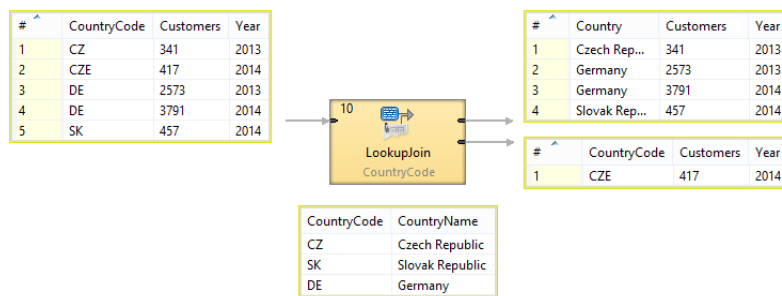 # CountryCode Customers Year
1 CZ 341 2013
2 CZE 417 2014
3 DE 2573 2013
4 DE 3791 2014
5 SK 457 2014
10
LookupJoin
CountryCode
# Country Customers Year
1 Czech Rep... 341 2013
2 Germany 2573 2013
3 Germany 3791 2014
4 Slovak Rep... 457 2014
# CountryCode Customers Year
1 CZE 417 2014
CountryCode CountryName
CZ Czech Republic
SK Slovak Republic
DE Germany